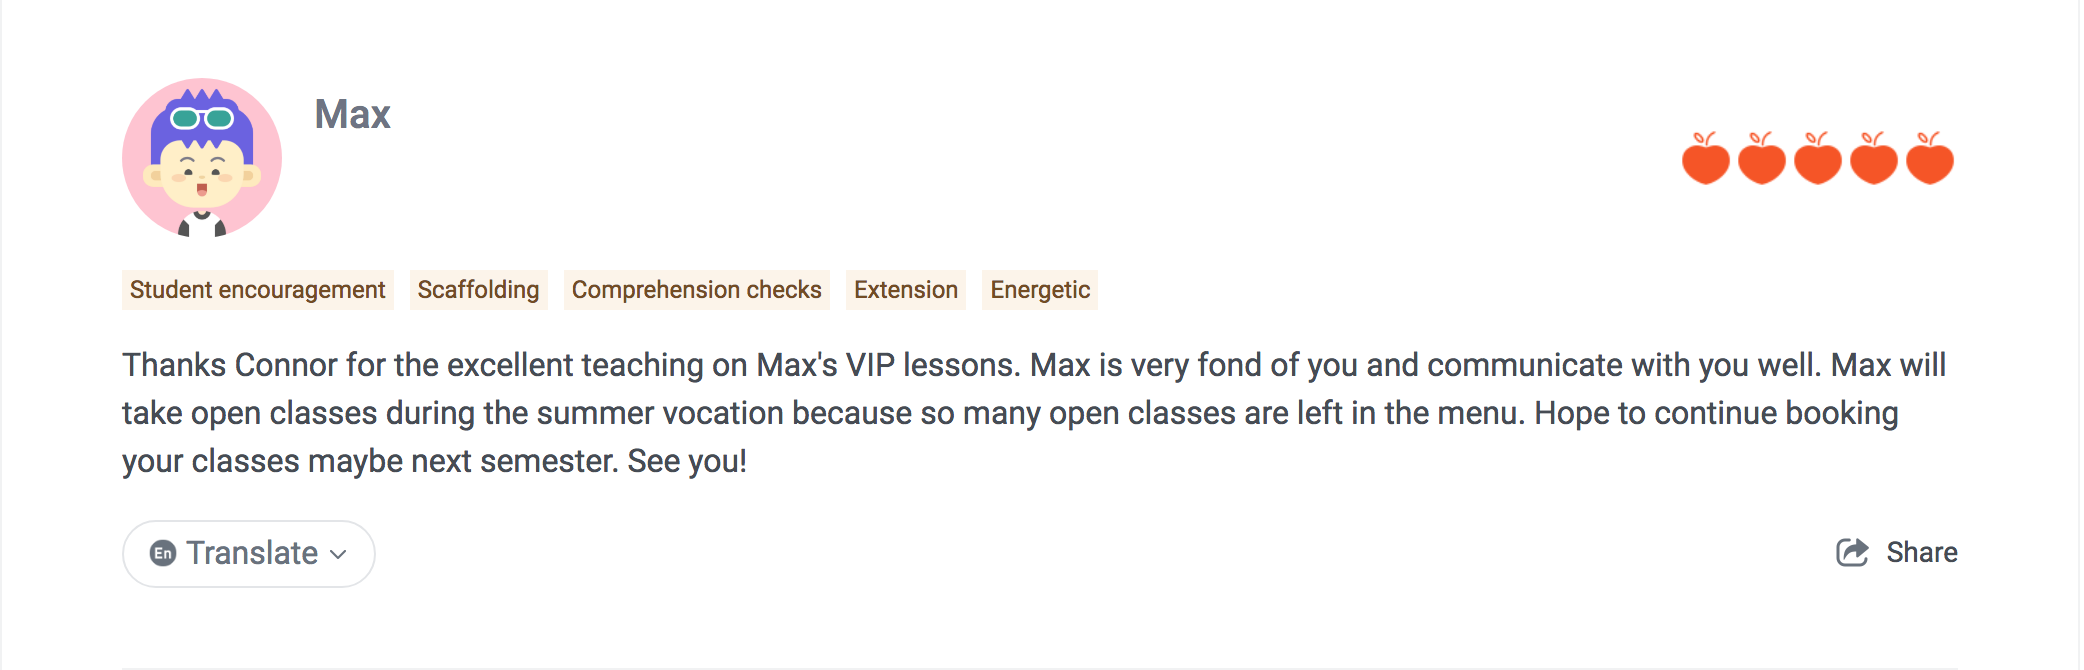 Max
Student encouragement Scaffolding Comprehension checks Extension Energetic
Thanks Connor for the excellent teaching on Max's VIP lessons. Max is very fond of you and communicate with you well. Max will
take open classes during the summer vocation because so many open classes are left in the menu. Hope to continue booking
your classes maybe next semester. See you!
En Translate
Share